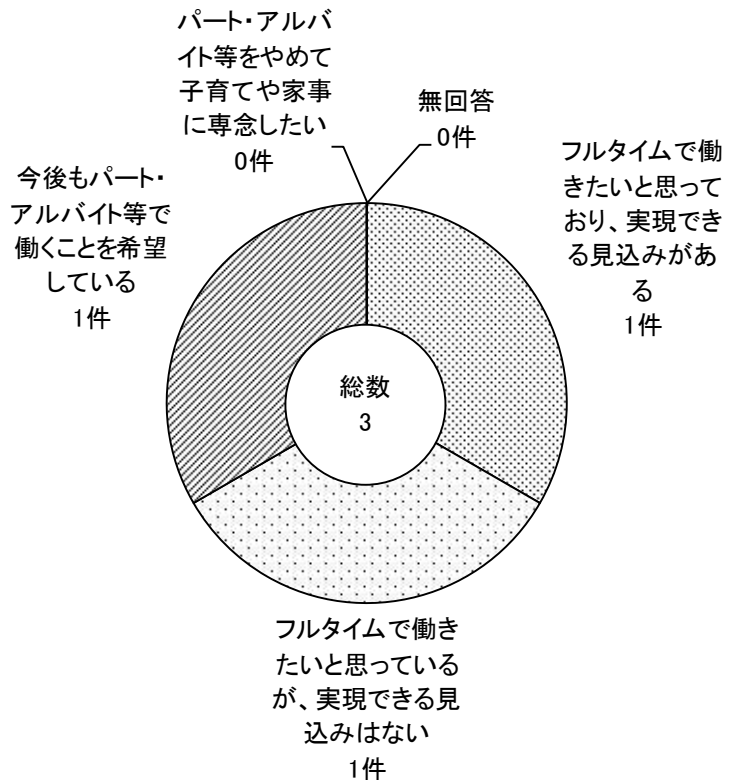 パート・アルバ
イト等をやめて
子育てや家事
に専念したい
0件
無回答
0件
フルタイムで働
きたいと思って
おり、実現でき
る見込みがあ
る
1件
今後もパート・
アルバイト等で
働くことを希望
している
1件
総数
3
フルタイムで働き
たいと思っている
が、実現できる見
込みはない
1件